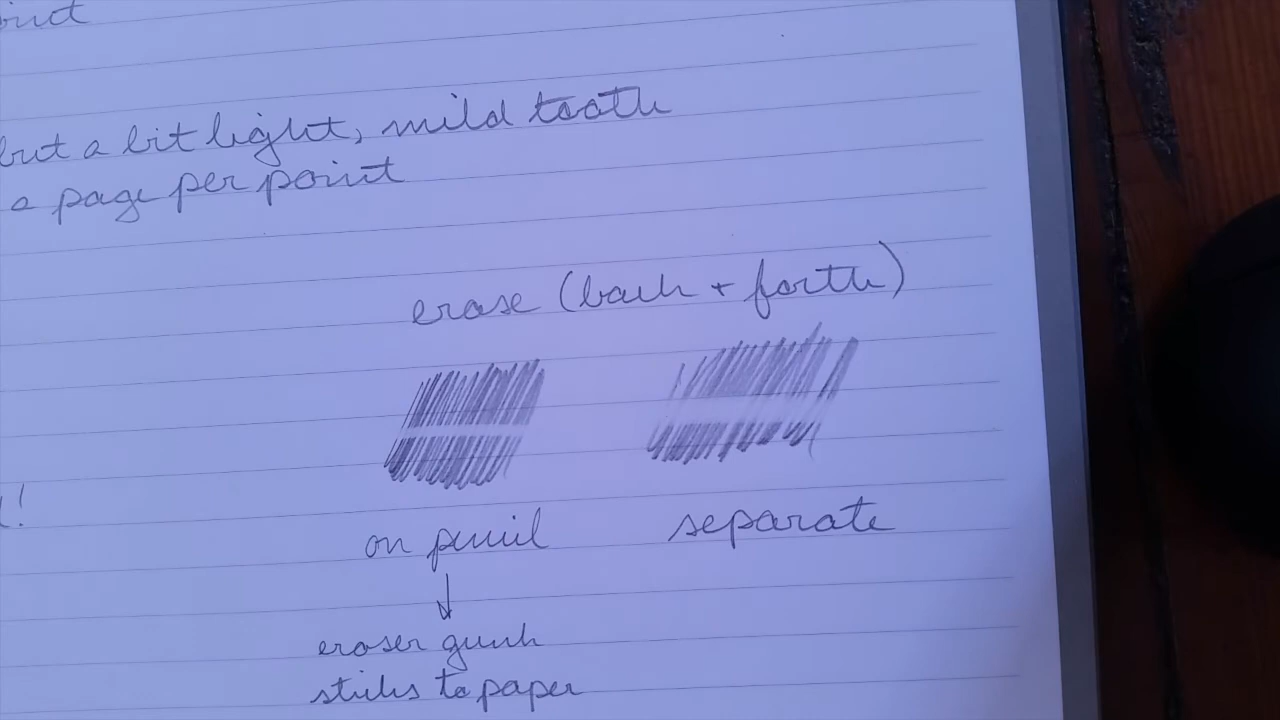 but a bit light, mild tooth
a page per point
erase (back + forth)
on pencil
separate
↓
eraser gunk
sticks to paper